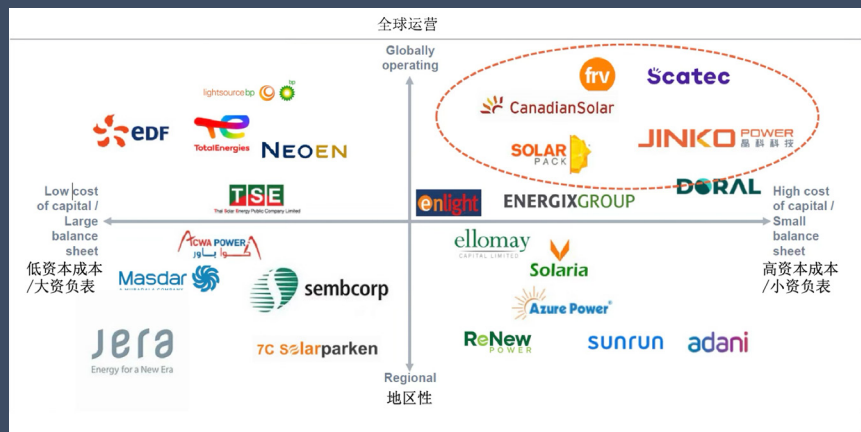 全球运营
Globally
operating
lightsource bp
bp
frv
Scatec
CanadianSolar
eDF
TotalEnergies
NEOEN
SOLAR
PACK
JINKO POWER
晶科科技
Low cost
of capital /
Large
balance
sheet
低资本成本
/大资负表
TSE
Thai Solar Energy Public Company Limited
enlight
ENERGIXGROUP
DORAL
High cost
of capital /
Small
balance
sheet
高资本成本
/小资负表
ACWA POWER
أكوا باور
ellomay
CAPITAL LIMITED
Solaria
Masdar
sembcorp
Azure Power
Jera
Energy for a New Era
7C Solarparken
ReNew
POWER
sunrun
adani
Regional
地区性